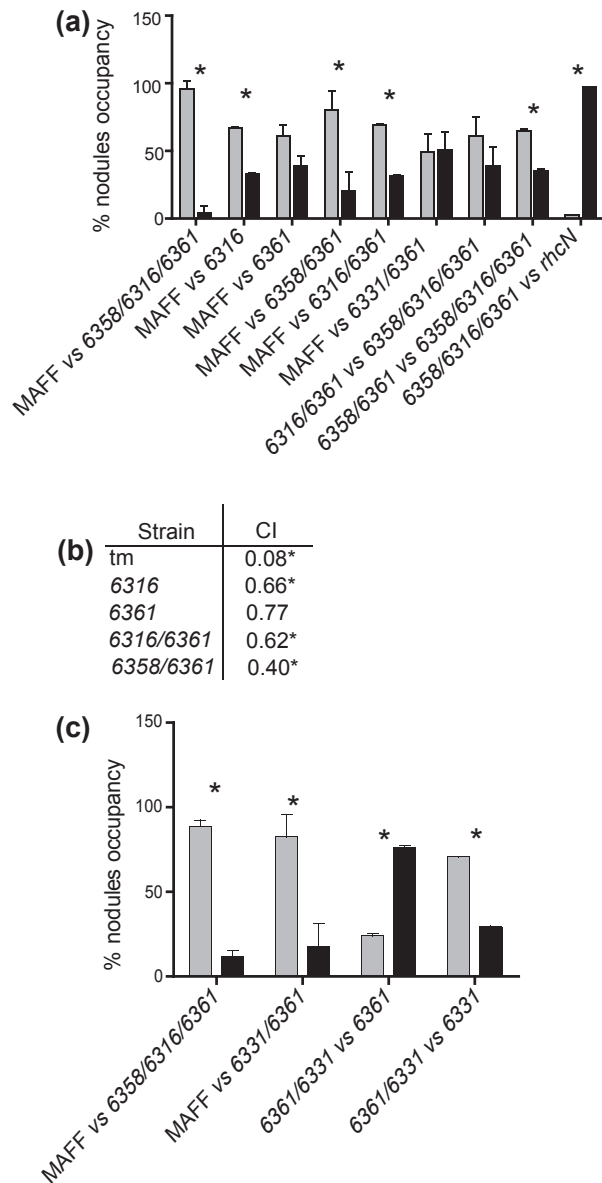 (a)
% nodules occupancy
150
100
50
0
* * * * * *
MAFF vs 6358/6316/6361
MAFF vs 6316
MAFF vs 6361
MAFF vs 6358/6361
MAFF vs 6316/6361
MAFF vs 6331/6361
6316/6361 vs 6358/6316/6361
6358/6361 vs 6358/6316/6361
6358/6316/6361 vs rhcN
(b)
Strain CI
tm 0.08*
6316 0.66*
6361 0.77
6316/6361 0.62*
6358/6361 0.40*
(c)
% nodules occupancy
150
100
50
0
* * * *
MAFF vs 6358/6316/6361
MAFF vs 6331/6361
6361/6331 vs 6361
6361/6331 vs 6331